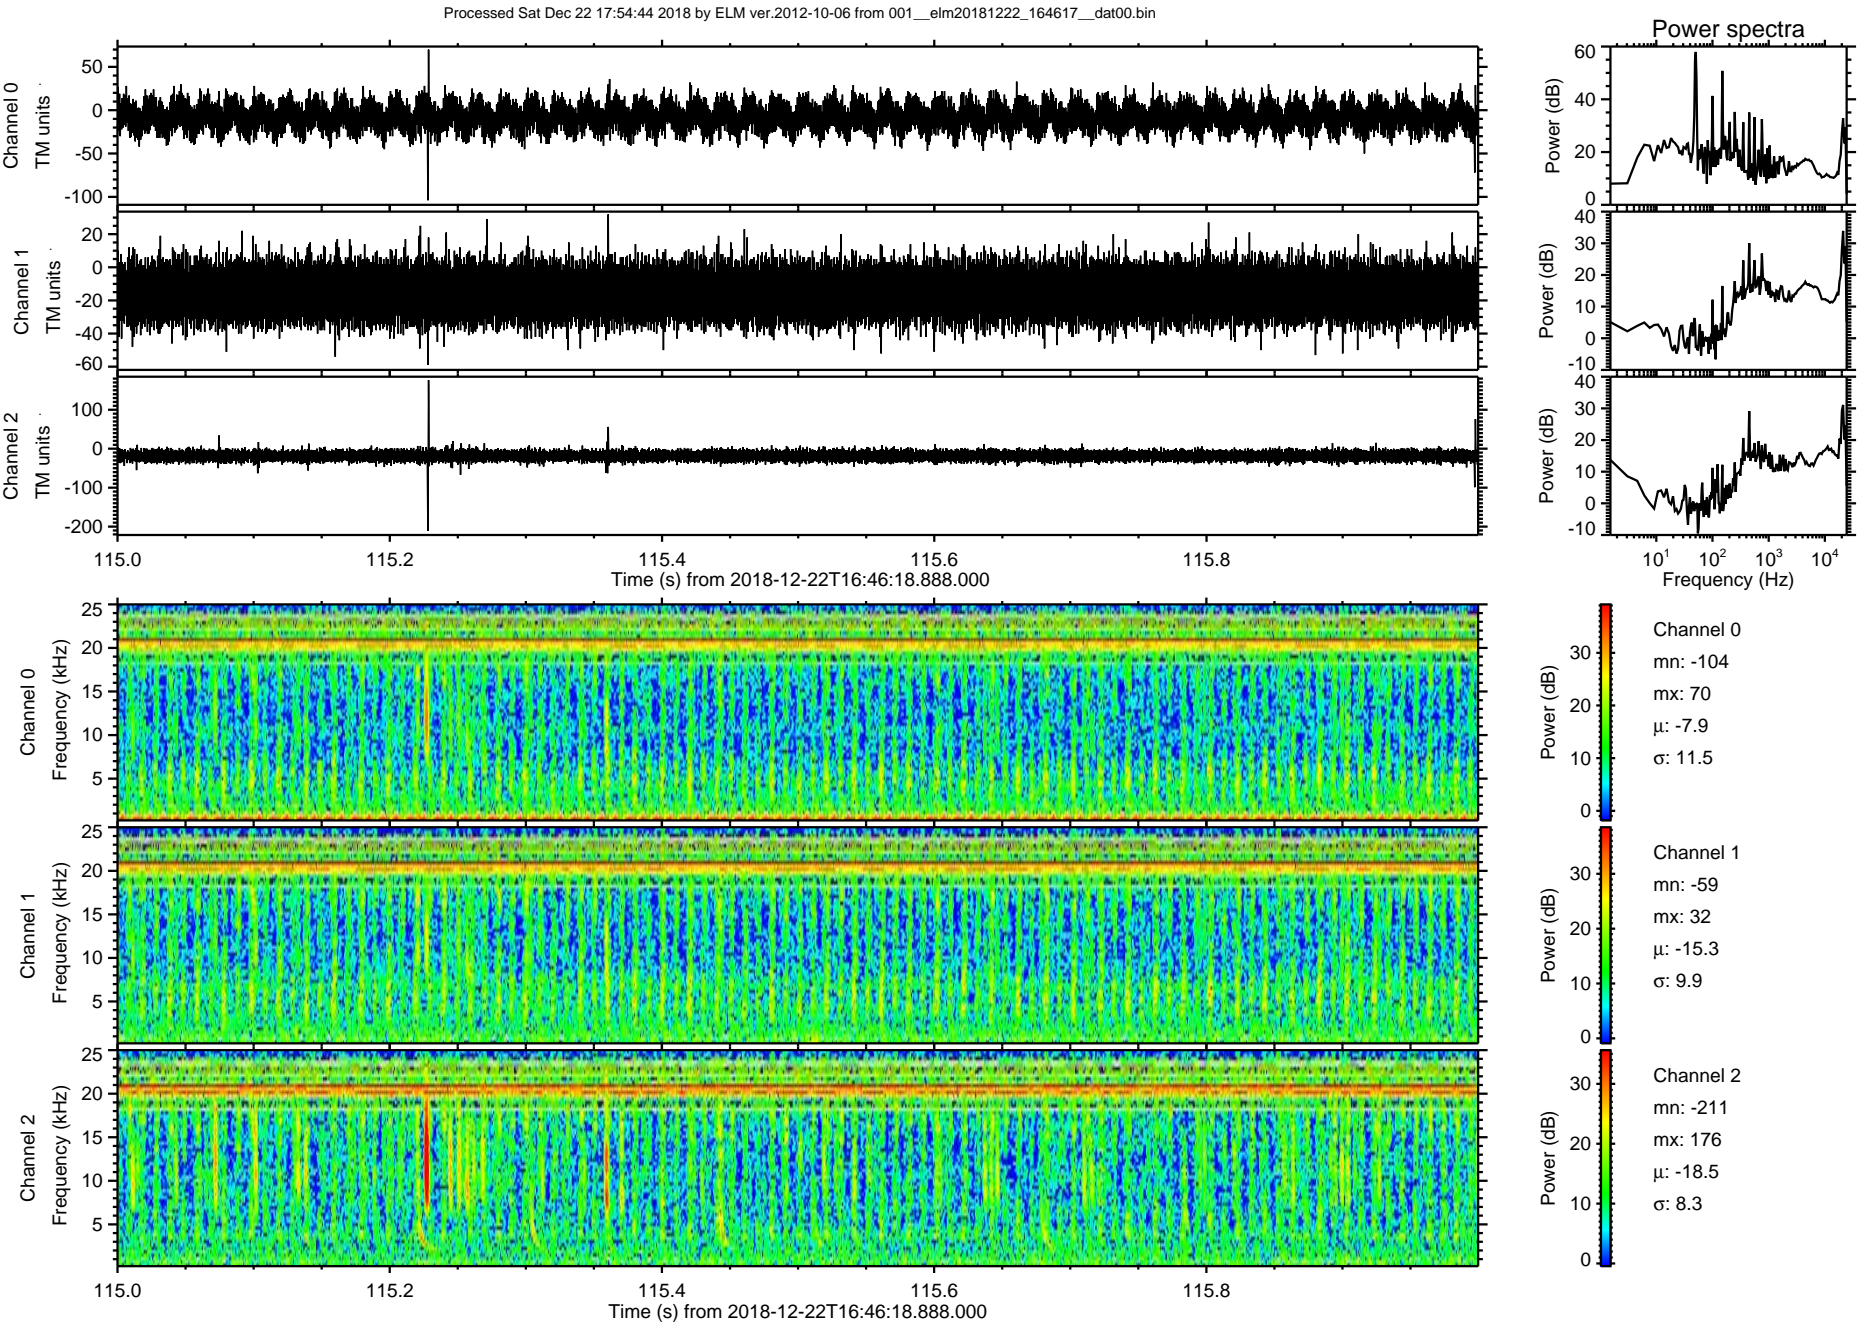 Processed Sat Dec 22 17:54:44 2018 by ELM ver.2012-10-06 from 001__elm20181222_164617__dat00.bin
Power spectra
Channel 0
TM units
50
0
-50
-100
Power (dB)
60
40
20
0
Channel 1
TM units
20
0
-20
-40
-60
Power (dB)
40
30
20
10
0
-10
Channel 2
TM units
100
0
-100
-200
Power (dB)
40
30
20
10
0
-10
115.0 115.2 115.4 115.6 115.8
Time (s) from 2018-12-22T16:46:18.888.000
10^1 10^2 10^3 10^4
Frequency (Hz)
Channel 0
Frequency (kHz)
25
20
15
10
5
Power (dB)
30
20
10
0
Channel 0
mn: -104
mx: 70
μ: -7.9
σ: 11.5
Channel 1
Frequency (kHz)
25
20
15
10
5
Power (dB)
30
20
10
0
Channel 1
mn: -59
mx: 32
μ: -15.3
σ: 9.9
Channel 2
Frequency (kHz)
25
20
15
10
5
Power (dB)
30
20
10
0
Channel 2
mn: -211
mx: 176
μ: -18.5
σ: 8.3
115.0 115.2 115.4 115.6 115.8
Time (s) from 2018-12-22T16:46:18.888.000